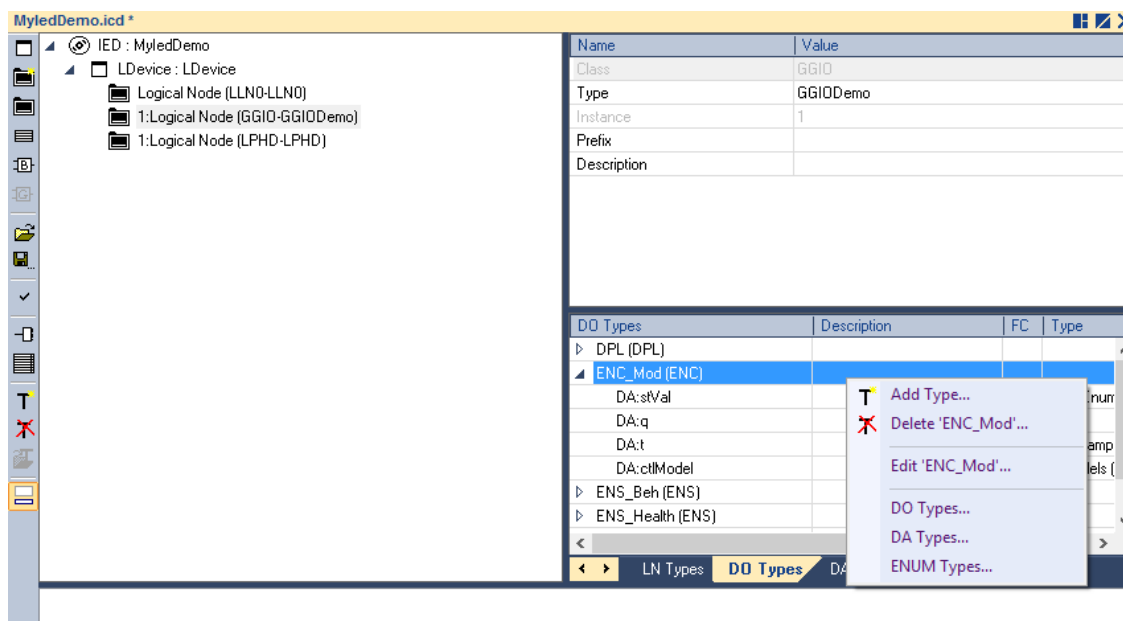 MyledDemo.icd *
IED : MyledDemo
LDevice : LDevice
Logical Node (LLN0-LLN0)
1:Logical Node (GGIO-GGIODemo)
1:Logical Node (LPHD-LPHD)
Name Value
Class GGIO
Type GGIODemo
Instance 1
Prefix
Description
DO Types Description FC Type
DPL (DPL)
ENC_Mod (ENC)
DA:stVal
DA:q
DA:t
DA:ctlModel
ENS_Beh (ENS)
ENS_Health (ENS)
Add Type...
Delete 'ENC_Mod'...
Edit 'ENC_Mod'...
DO Types...
DA Types...
ENUM Types...
LN Types DO Types DA